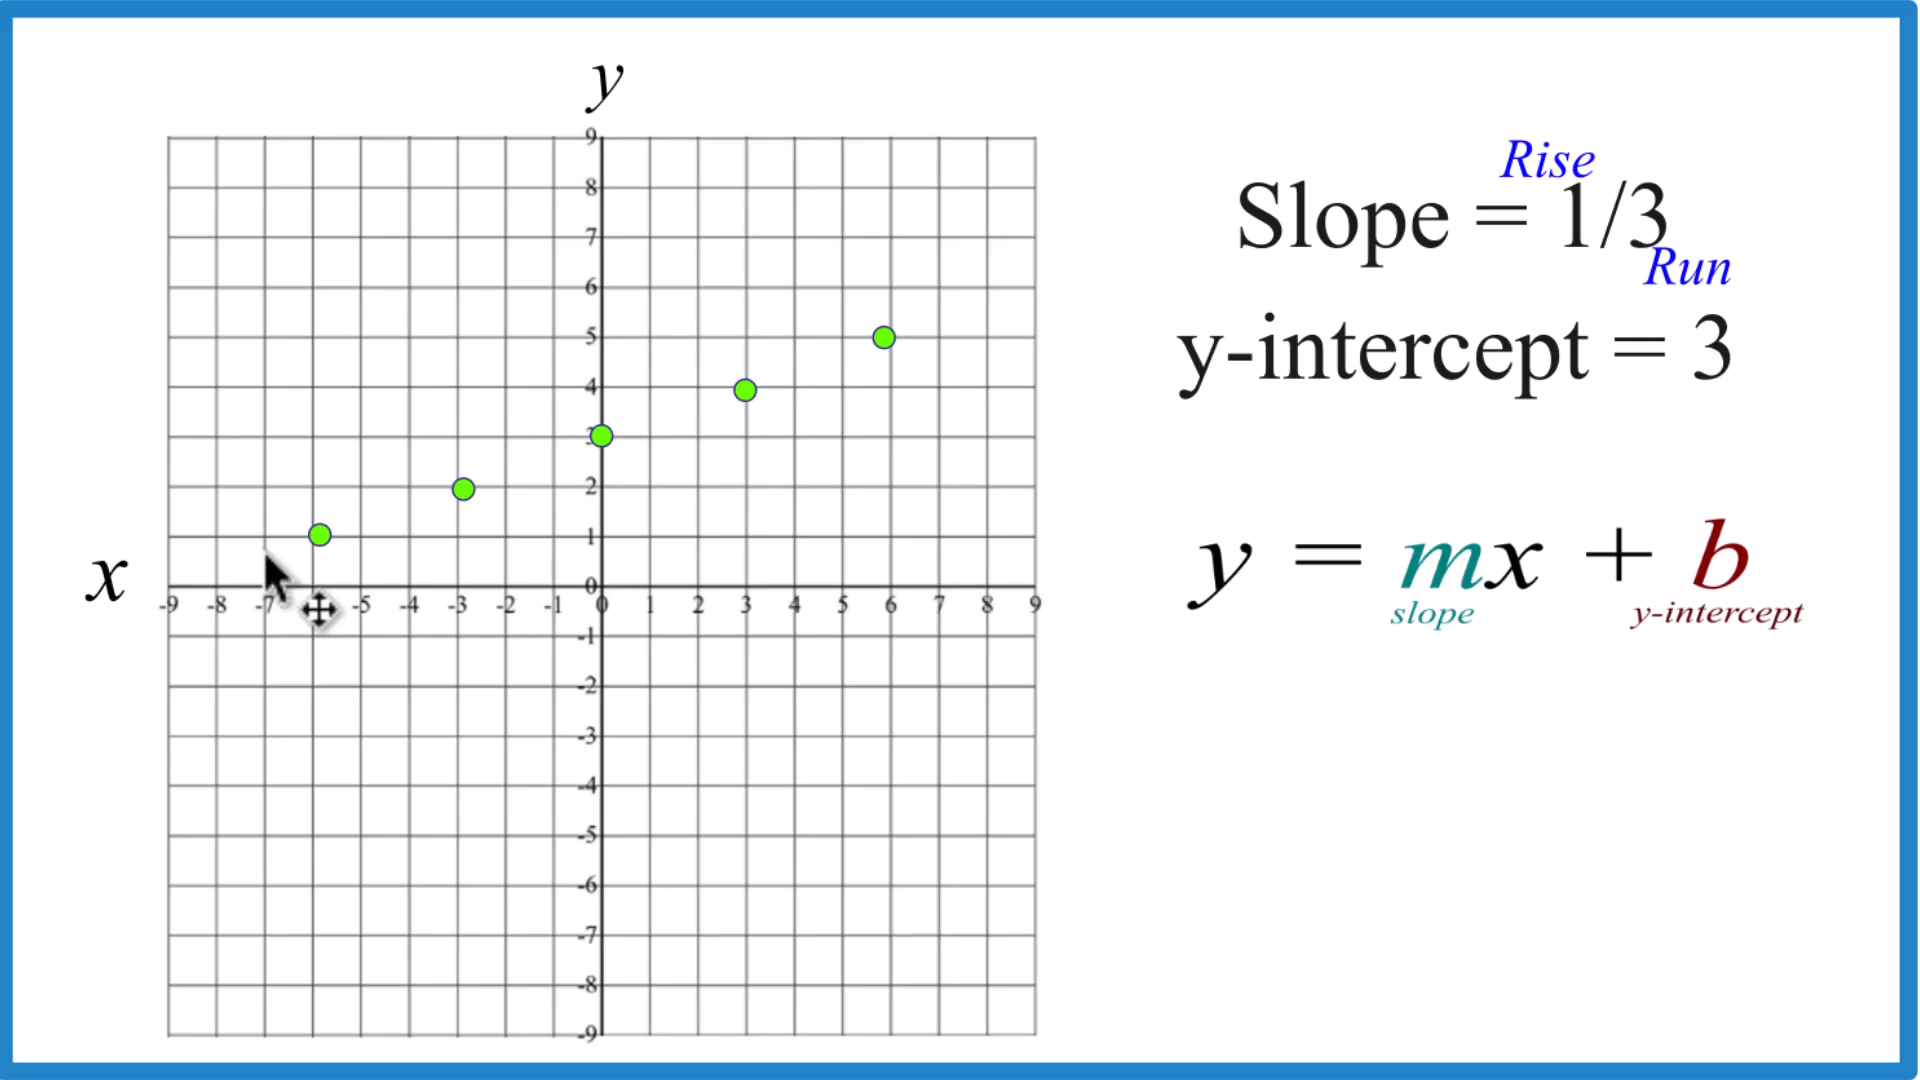 y
9
8
7
6
5
4
3
2
1
x
0
-9 -8 -7 -5 -4 -3 -2 -1 0 1 2 3 4 5 6 7 8 9
-1
-2
-3
-4
-5
-6
-7
-8
-9
Rise
Slope = 1/3
Run
y-intercept = 3
y = mx + b
slope y-intercept